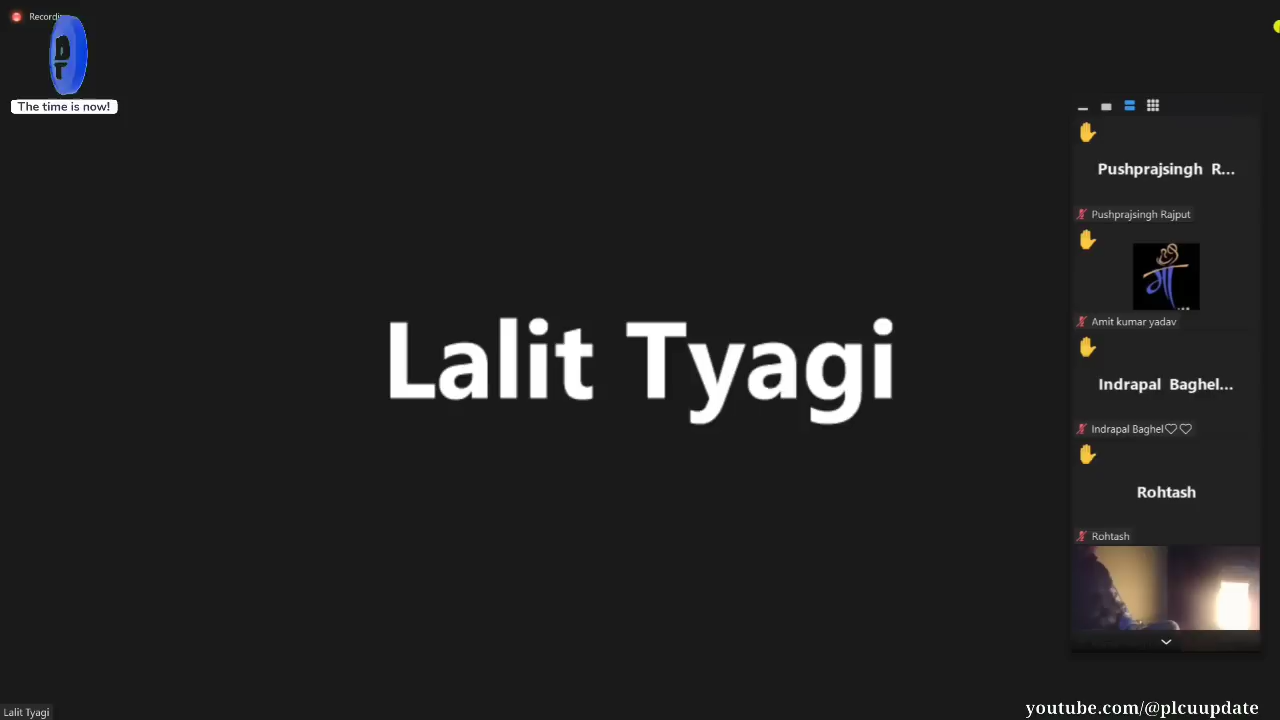 Recording
DT
The time is now!
Pushprajsingh R...
Pushprajsingh Rajput
माँ
Amit kumar yadav
Indrapal Baghel...
Indrapal Baghel♡♡
Rohtash
Rohtash
Lalit Tyagi
Lalit Tyagi
youtube.com/@plcuupdate